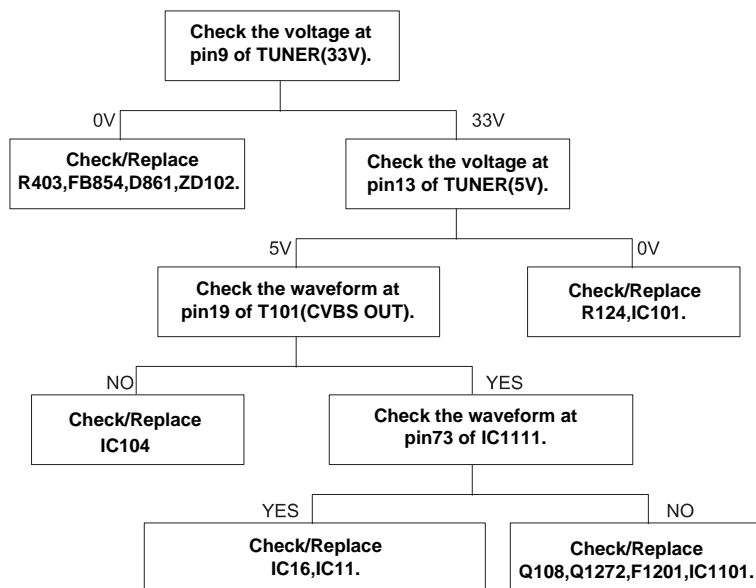 Check the voltage at
pin9 of TUNER(33V).
0V
33V
Check/Replace
R403,FB854,D861,ZD102.
Check the voltage at
pin13 of TUNER(5V).
5V
0V
Check the waveform at
pin19 of T101(CVBS OUT).
Check/Replace
R124,IC101.
NO
YES
Check/Replace
IC104
Check the waveform at
pin73 of IC1111.
YES
NO
Check/Replace
IC16,IC11.
Check/Replace
Q108,Q1272,F1201,IC1101.